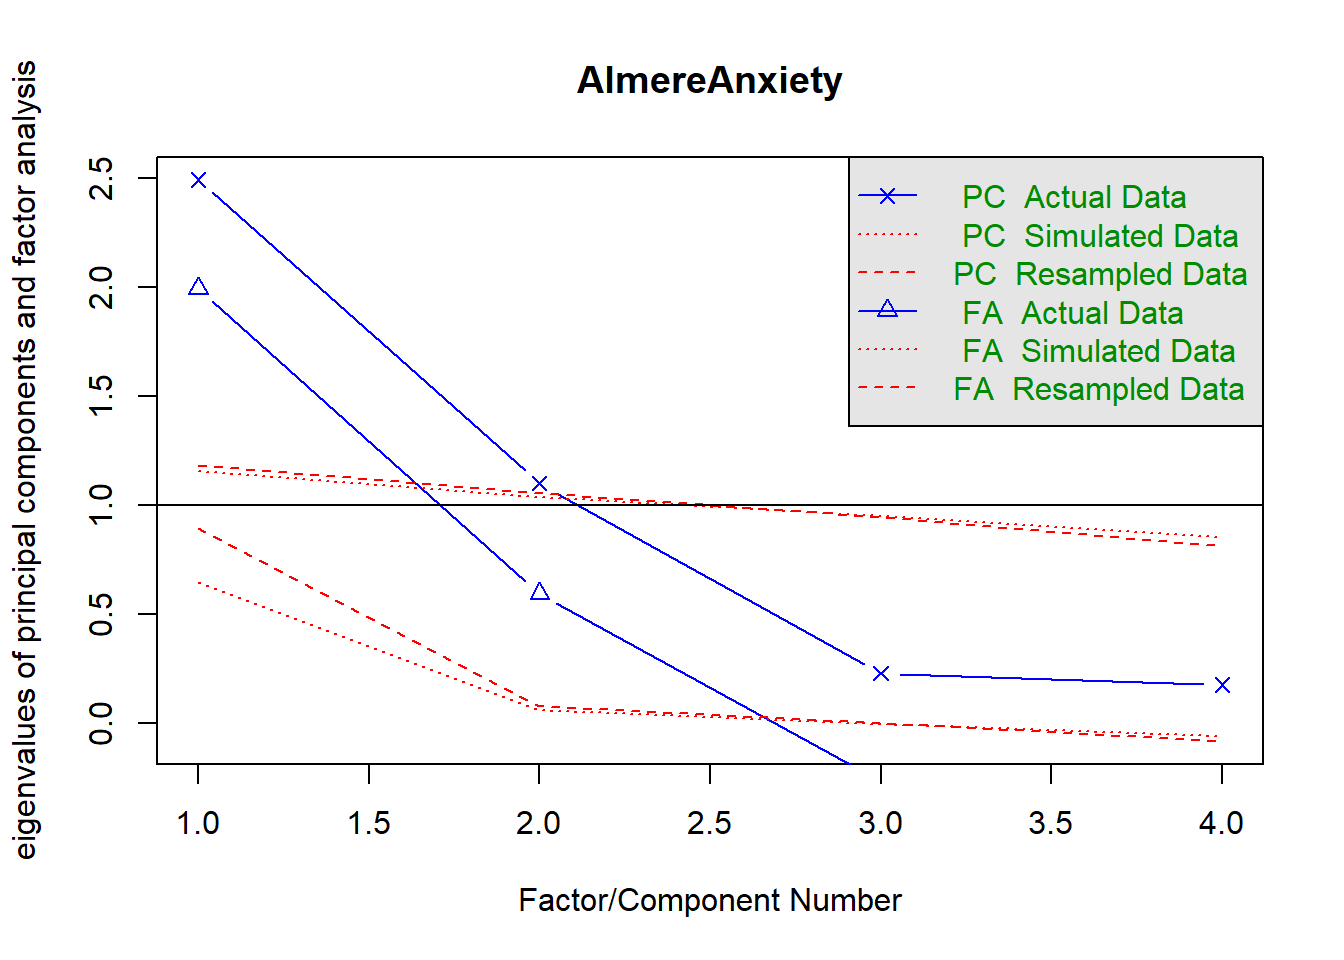 AlmereAnxiety
eigenvalues of principal components and factor analysis
2.5
2.0
1.5
1.0
0.5
0.0
PC Actual Data
PC Simulated Data
PC Resampled Data
FA Actual Data
FA Simulated Data
FA Resampled Data
1.0 1.5 2.0 2.5 3.0 3.5 4.0
Factor/Component Number